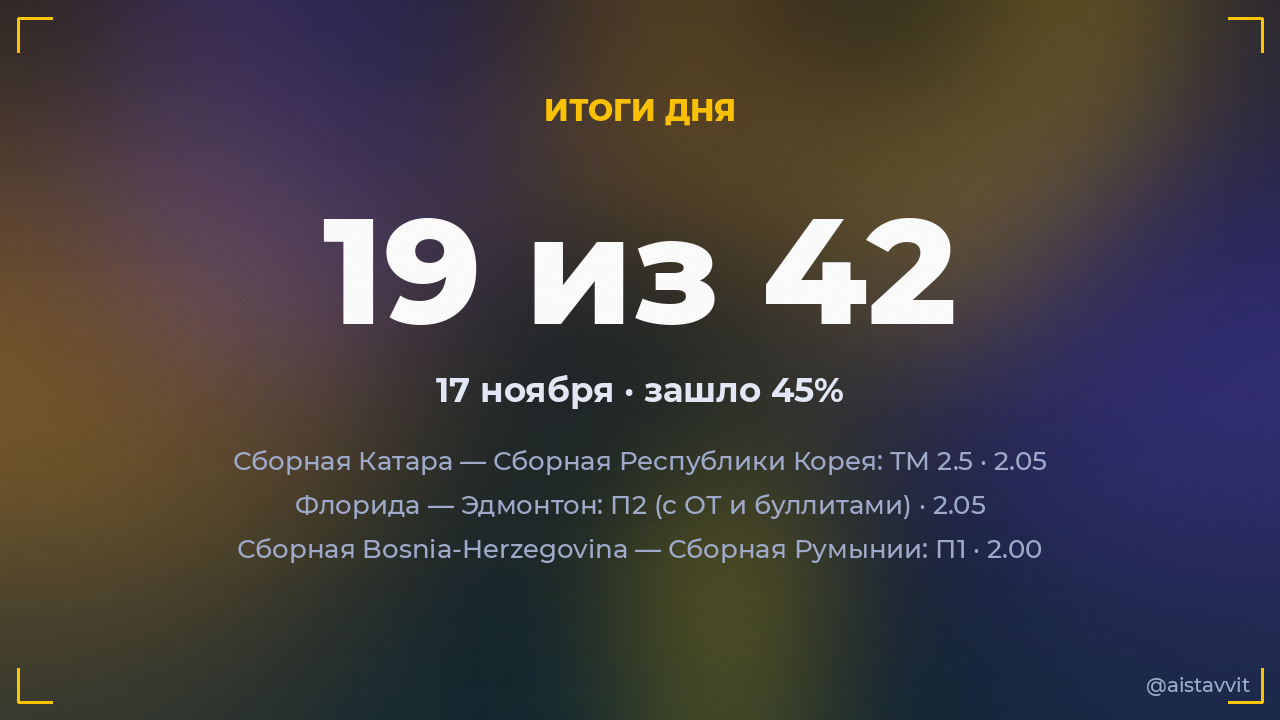 ИТОГИ ДНЯ
19 из 42
17 ноября · зашло 45%
Сборная Катара — Сборная Республики Корея: ТМ 2.5 · 2.05
Флорида — Эдмонтон: П2 (с ОТ и буллитами) · 2.05
Сборная Bosnia-Herzegovina — Сборная Румынии: П1 · 2.00
@aistavvit